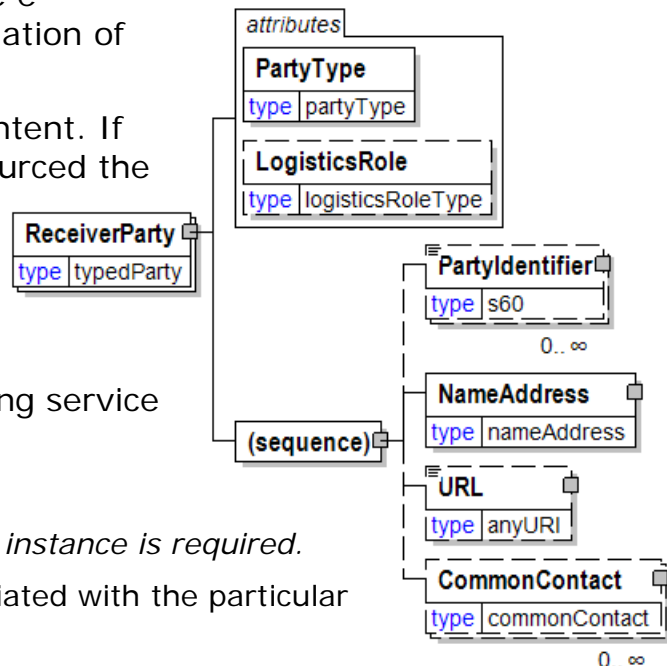 ation of
ntent. If
urced the
ng service
instance is required.
iated with the particular
attributes
PartyType
type partyType
LogisticsRole
type logisticsRoleType
ReceiverParty
type typedParty
(sequence)
PartyIdentifier
type s60
0.. ∞
NameAddress
type nameAddress
URL
type anyURI
CommonContact
type commonContact
0.. ∞